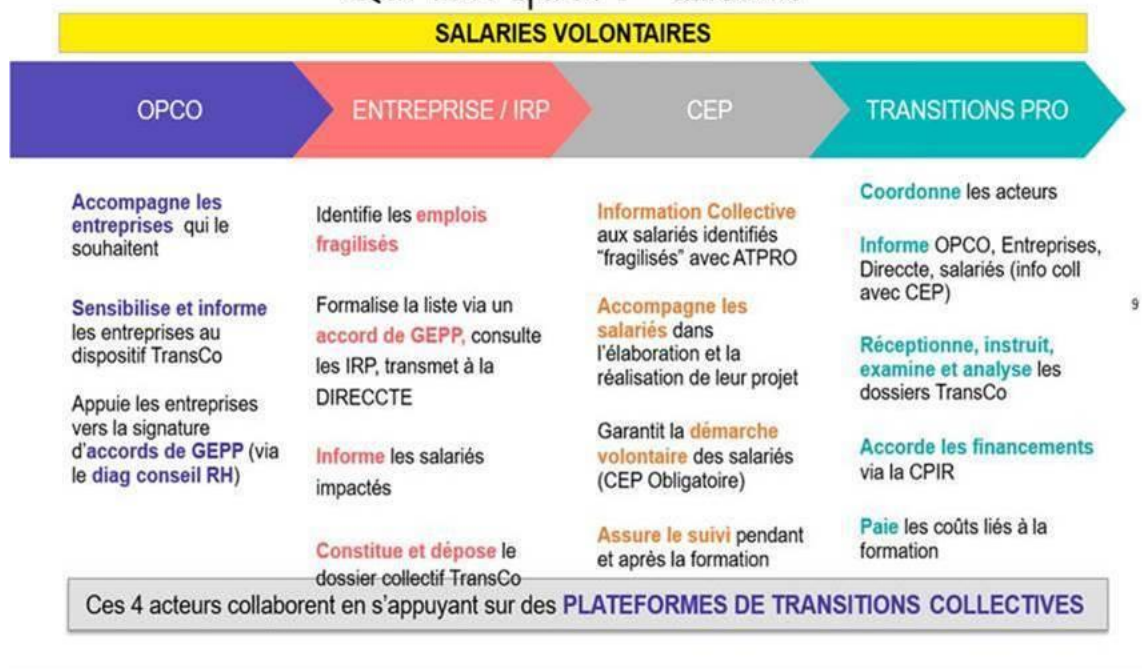 SALARIES VOLONTAIRES
OPCO
ENTREPRISE / IRP
CEP
TRANSITIONS PRO
Accompagne les
entreprises qui le
souhaitent
Sensibilise et informe
les entreprises au
dispositif TransCo
Appuie les entreprises
vers la signature
d'accords de GEPP (via
le diag conseil RH)
Identifie les emplois
fragilisés
Formalise la liste via un
accord de GEPP, consulte
les IRP, transmet à la
DIRECCTE
Informe les salariés
impactés
Constitue et dépose le
dossier collectif TransCo
Information Collective
aux salariés identifiés
"fragilisés" avec ATPRO
Accompagne les
salariés dans
l'élaboration et la
réalisation de leur projet
Garantit la démarche
volontaire des salariés
(CEP Obligatoire)
Assure le suivi pendant
et après la formation
Coordonne les acteurs
Informe OPCO, Entreprises,
Direccte, salariés (info coll
avec CEP)
Réceptionne, instruit,
examine et analyse les
dossiers TransCo
Accorde les financements
via la CPIR
Paie les coûts liés à la
formation
9
Ces 4 acteurs collaborent en s'appuyant sur des PLATEFORMES DE TRANSITIONS COLLECTIVES